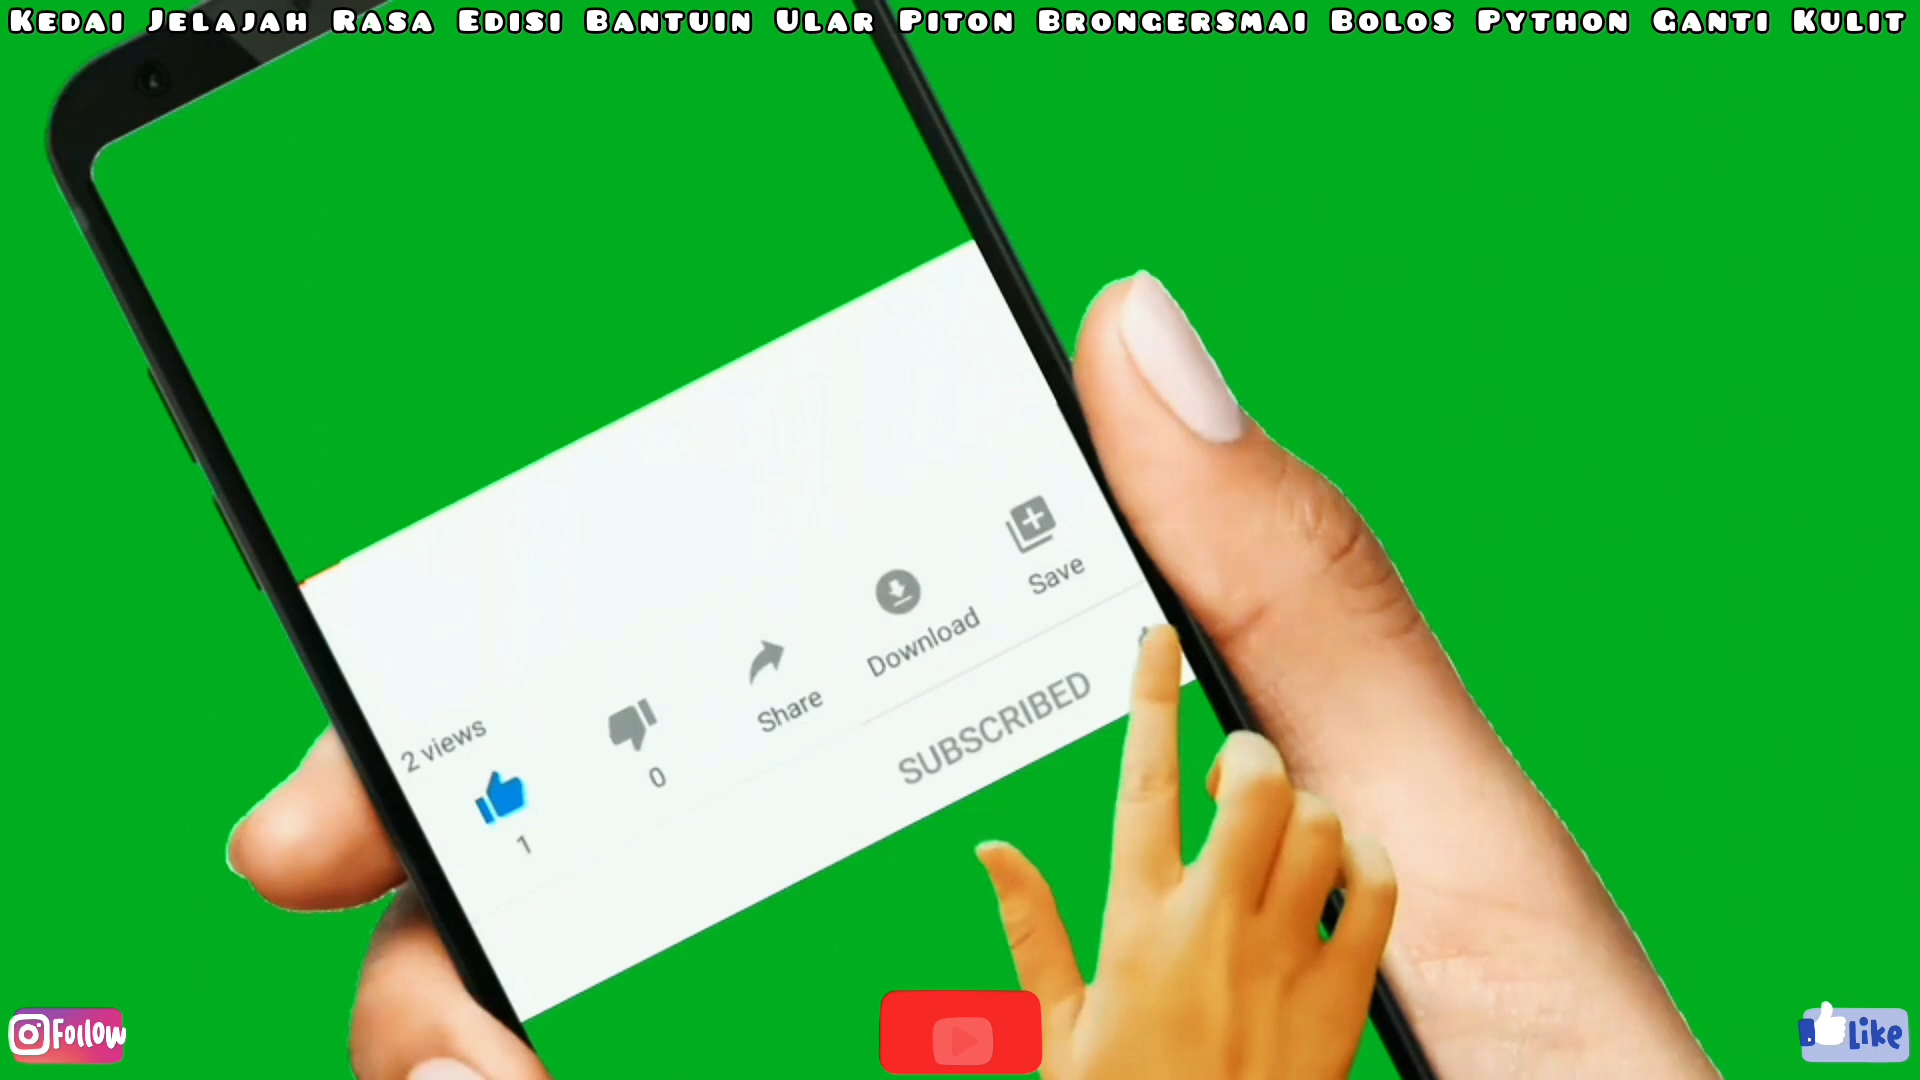 Kedai Jelajah Rasa Edisi Bantuin Ular Piton Brongersmai Bolos Python Ganti Kulit
Save
Download
Share
2 views
0
1
SUBSCRIBED
Follow
Like